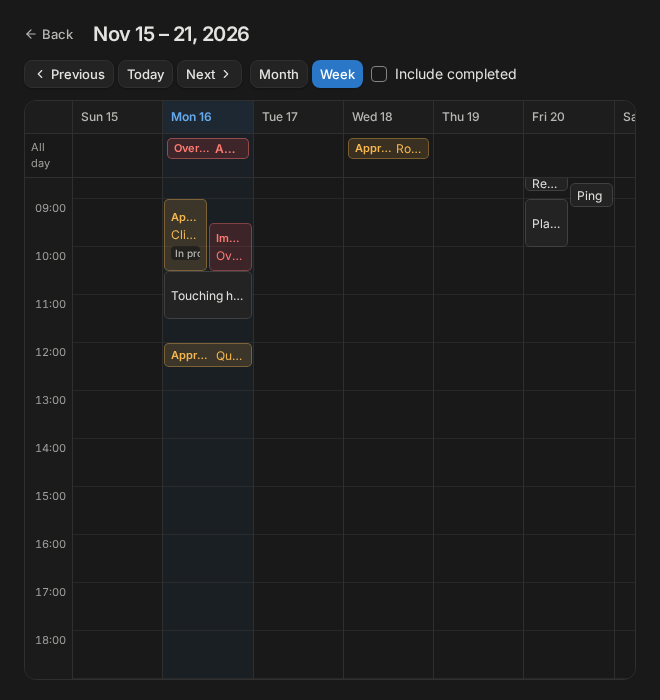 Back
Nov 15 – 21, 2026
Previous
Today
Next
Month
Week
Include completed
Sun 15
Mon 16
Tue 17
Wed 18
Thu 19
Fri 20
Sa
All
day
Over... A...
Appr... Ro...
Re...
Ping
Pla...
09:00
Ap...
Cli...
In pro
Im...
Ov...
10:00
Touching h...
11:00
12:00
Appr... Qu...
13:00
14:00
15:00
16:00
17:00
18:00